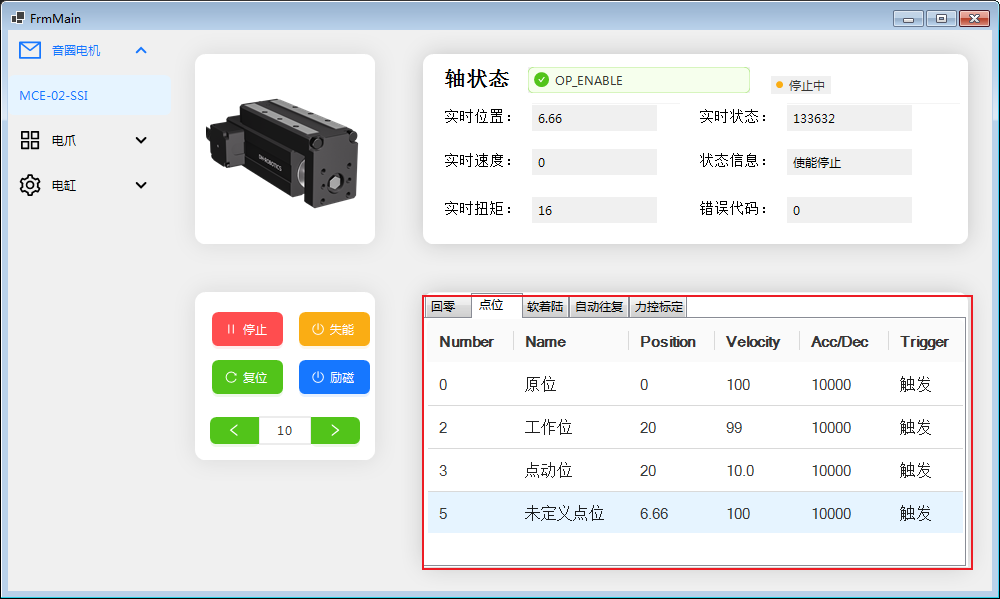 FrmMain
音圈电机
MCE-02-SSI
电爪
电缸
轴状态 OP_ENABLE 停止中
实时位置： 6.66 实时状态： 133632
实时速度： 0 状态信息： 使能停止
实时扭矩： 16 错误代码： 0
停止 失能
复位 励磁
10
回零 点位 软着陆 自动往复 力控标定
Number Name Position Velocity Acc/Dec Trigger
0 原位 0 100 10000 触发
2 工作位 20 99 10000 触发
3 点动位 20 10.0 10000 触发
5 未定义点位 6.66 100 10000 触发